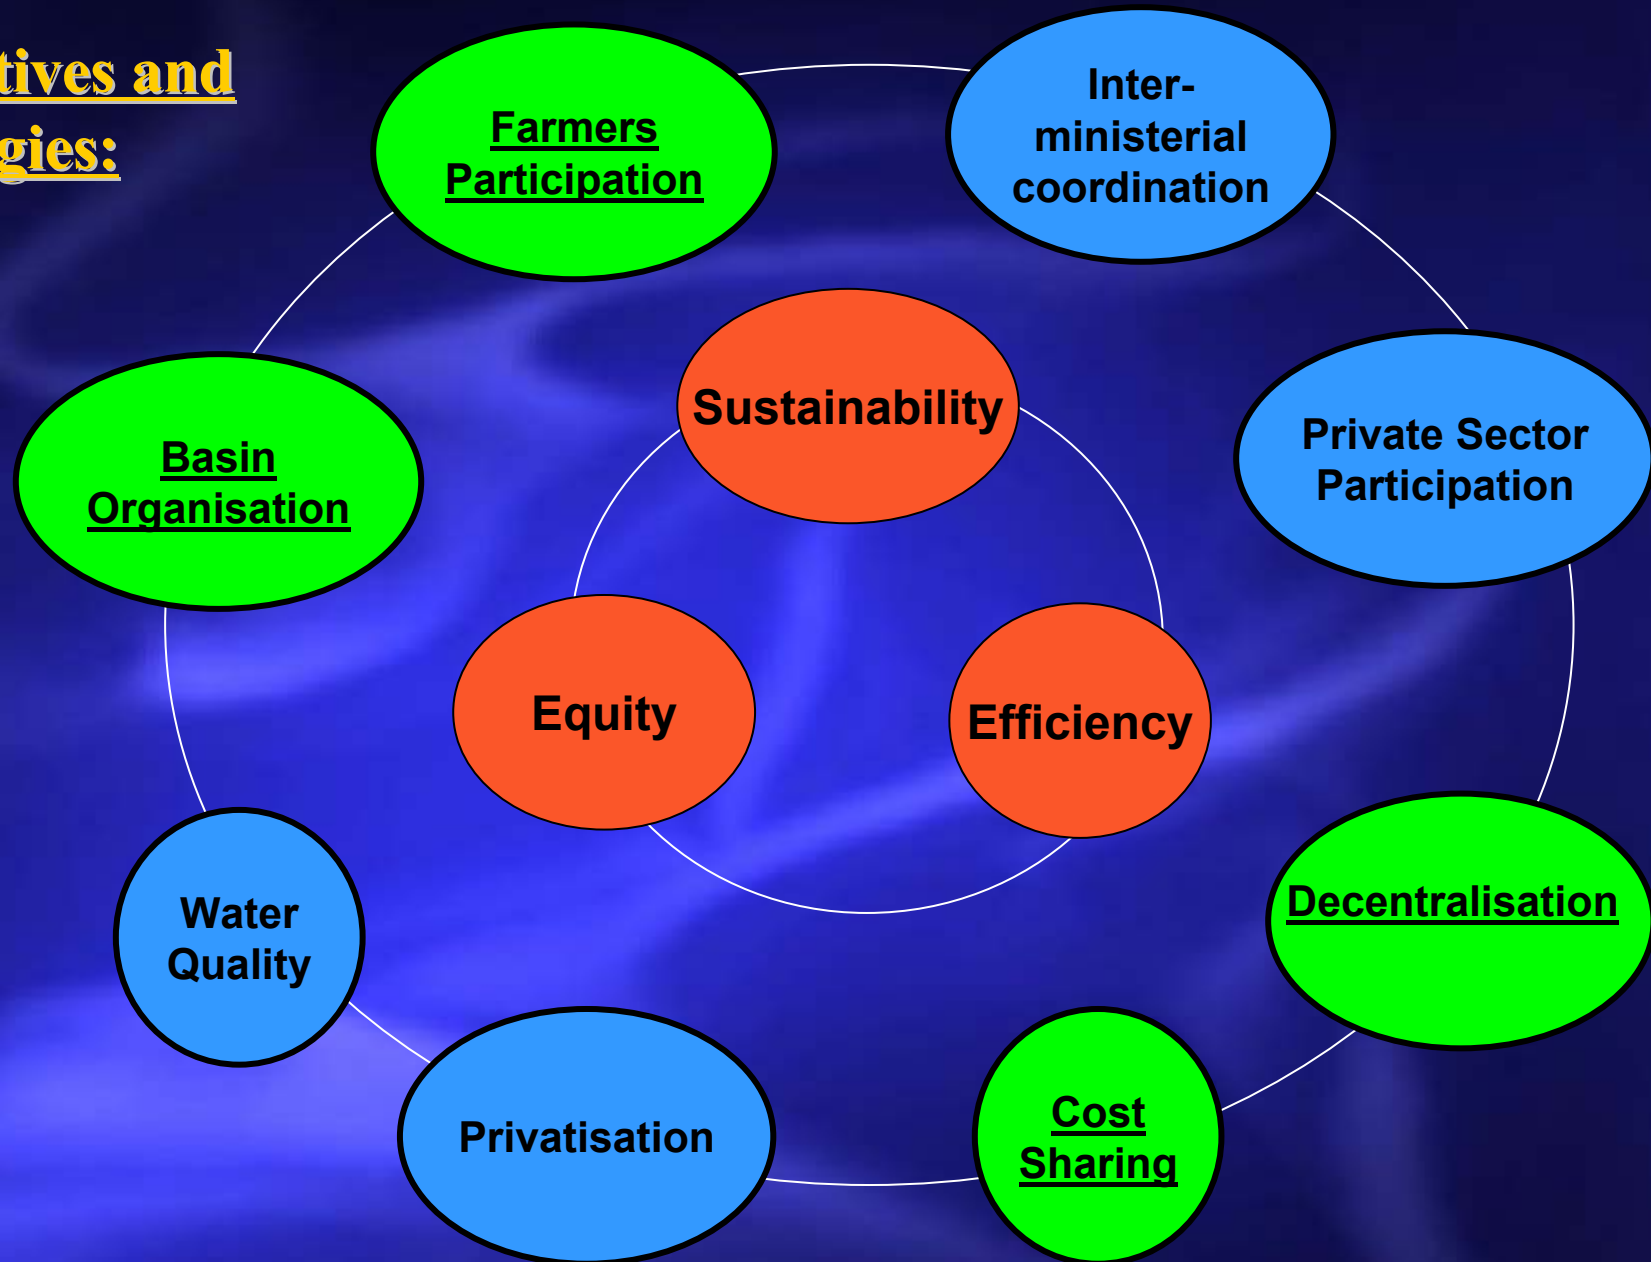 tives and
gies:
Farmers
Participation
Inter-
ministerial
coordination
Sustainability
Private Sector
Participation
Basin
Organisation
Equity
Efficiency
Decentralisation
Water
Quality
Privatisation
Cost
Sharing